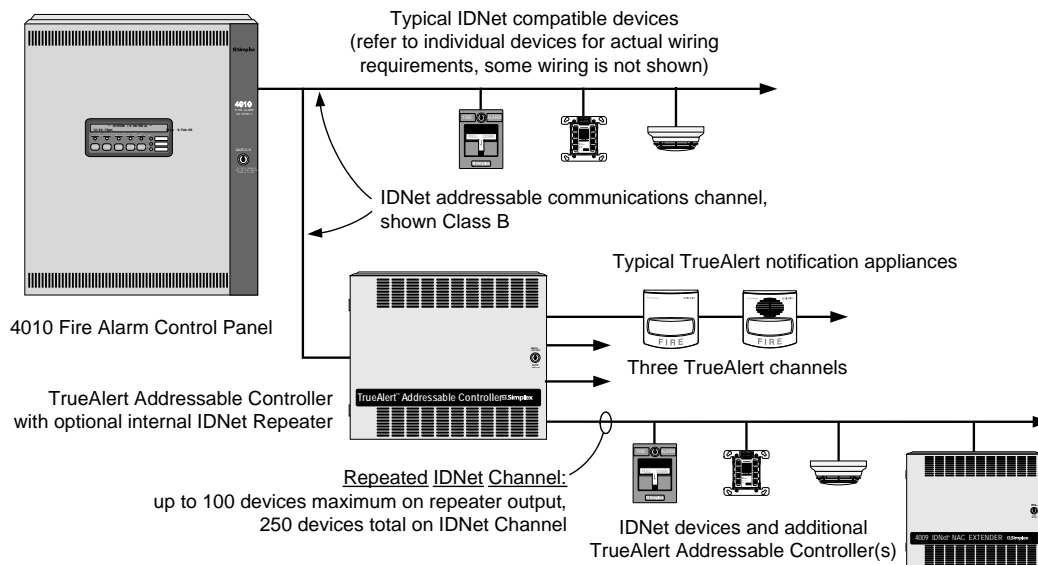 Typical IDNet compatible devices
(refer to individual devices for actual wiring
requirements, some wiring is not shown)
Simplex
4010
IDNet addressable communications channel,
shown Class B
4010 Fire Alarm Control Panel
Typical TrueAlert notification appliances
FIRE
FIRE
Three TrueAlert channels
TrueAlert Addressable Controller
with optional internal IDNet Repeater
TrueAlert™ Addressable Controller Simplex
Repeated IDNet Channel:
up to 100 devices maximum on repeater output,
250 devices total on IDNet Channel
IDNet devices and additional
TrueAlert Addressable Controller(s)
4009 IDNet NAC EXTENDER Simplex